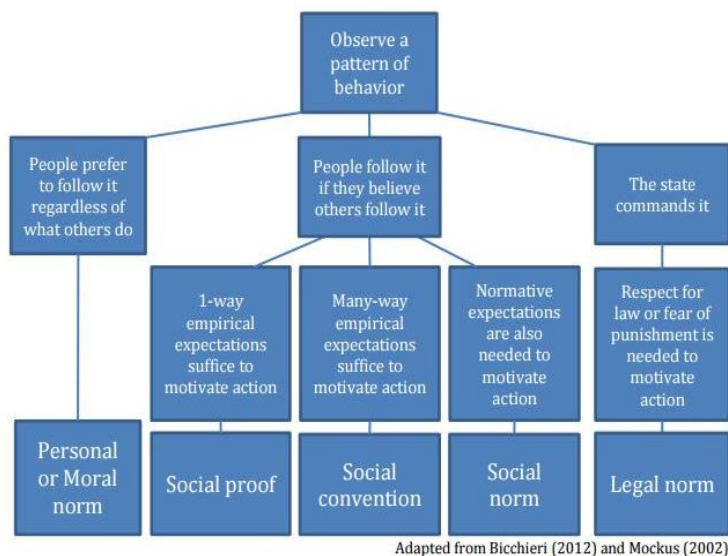 Observe a
pattern of
behavior
People prefer
to follow it
regardless of
what others do
People follow it
if they believe
others follow it
The state
commands it
1-way
empirical
expectations
suffice to
motivate action
Many-way
empirical
expectations
suffice to
motivate action
Normative
expectations
are also
needed to
motivate
action
Respect for
law or fear of
punishment is
needed to
motivate
action
Personal
or Moral
norm
Social proof
Social
convention
Social
norm
Legal norm
Adapted from Bicchieri (2012) and Mockus (2002)